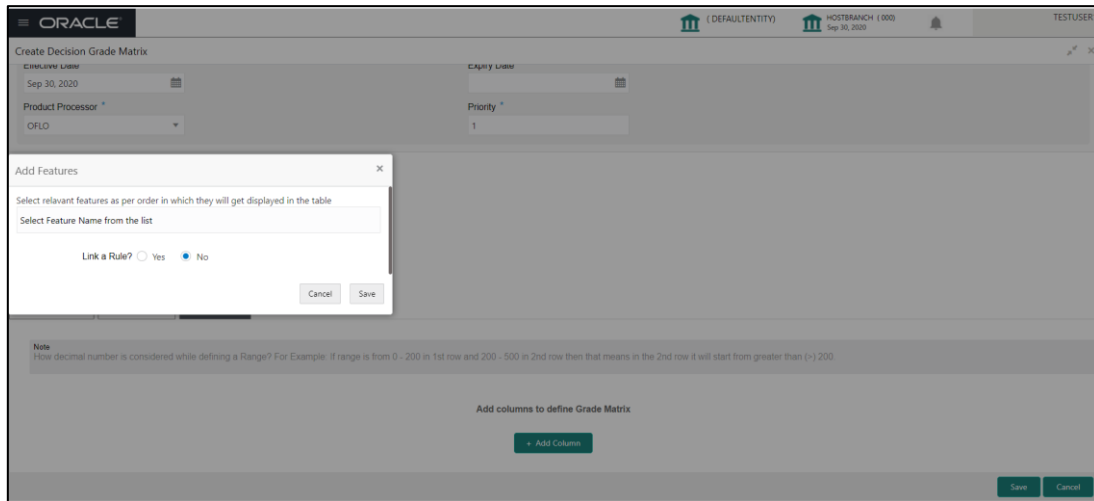 ORACLE
( DEFAULTENTITY)
HOSTBRANCH ( 000)
Sep 30, 2020
TESTUSER
Create Decision Grade Matrix
Effective Date
Expiry Date
Sep 30, 2020
Product Processor *
Priority *
OFLO
1
Add Features
Select relavant features as per order in which they will get displayed in the table
Select Feature Name from the list
Link a Rule? Yes No
Cancel Save
Note
How decimal number is considered while defining a Range? For Example: If range is from 0 - 200 in 1st row and 200 - 500 in 2nd row then that means in the 2nd row it will start from greater than (>) 200.
Add columns to define Grade Matrix
+ Add Column
Save Cancel